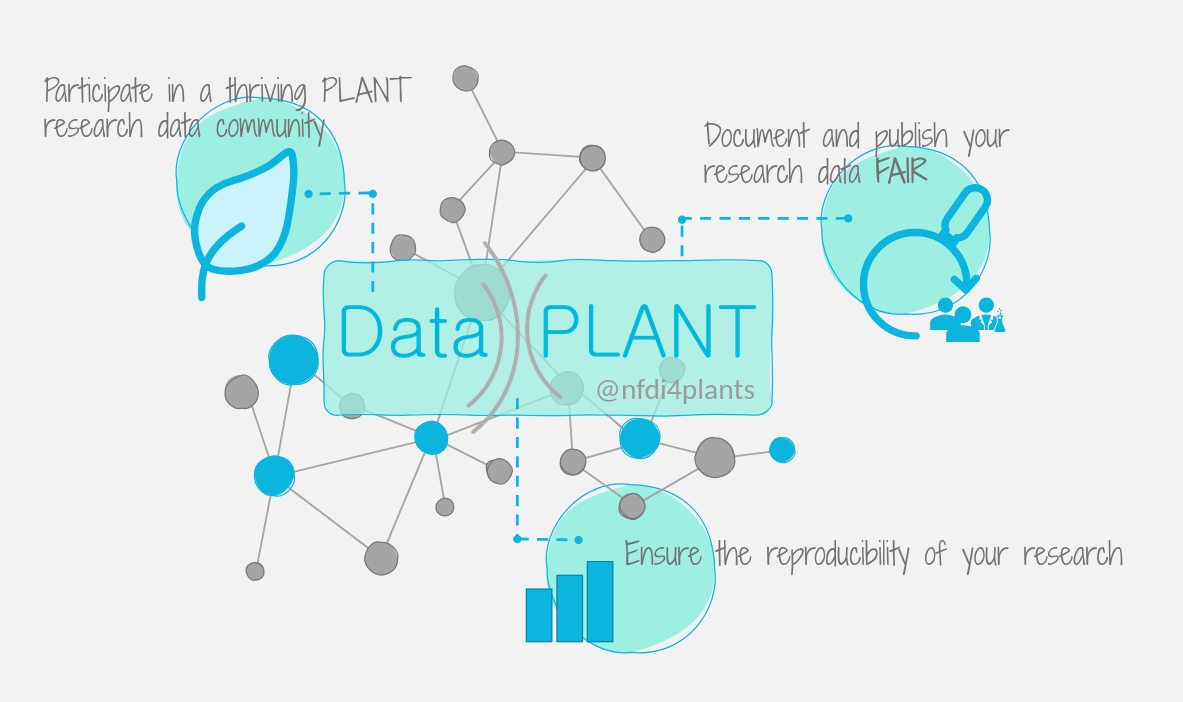 Participate in a thriving PLANT
research data community
Document and publish your
research data FAIR
Data PLANT
@nfdi4plants
Ensure the reproducibility of your research